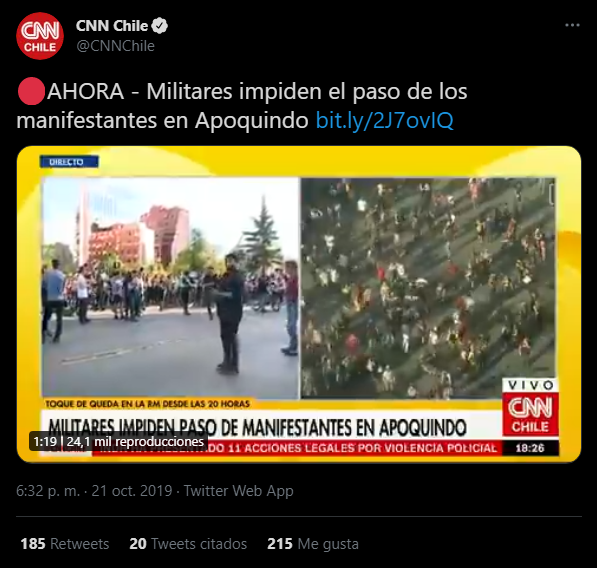 CNN
CHILE
CNN Chile
@CNNChile
AHORA - Militares impiden el paso de los
manifestantes en Apoquindo bit.ly/2J7ovIQ
DIRECTO
TOQUE DE QUEDA EN LA RM DESDE LAS 20 HORAS
VIVO
CNN
CHILE
MILITARES IMPIDEN PASO DE MANIFESTANTES EN APOQUINDO
1:19 | 24,1 mil reproducciones
DO 11 ACCIONES LEGALES POR VIOLENCIA POLICIAL
18:26
6:32 p. m. · 21 oct. 2019 · Twitter Web App
185 Retweets 20 Tweets citados 215 Me gusta